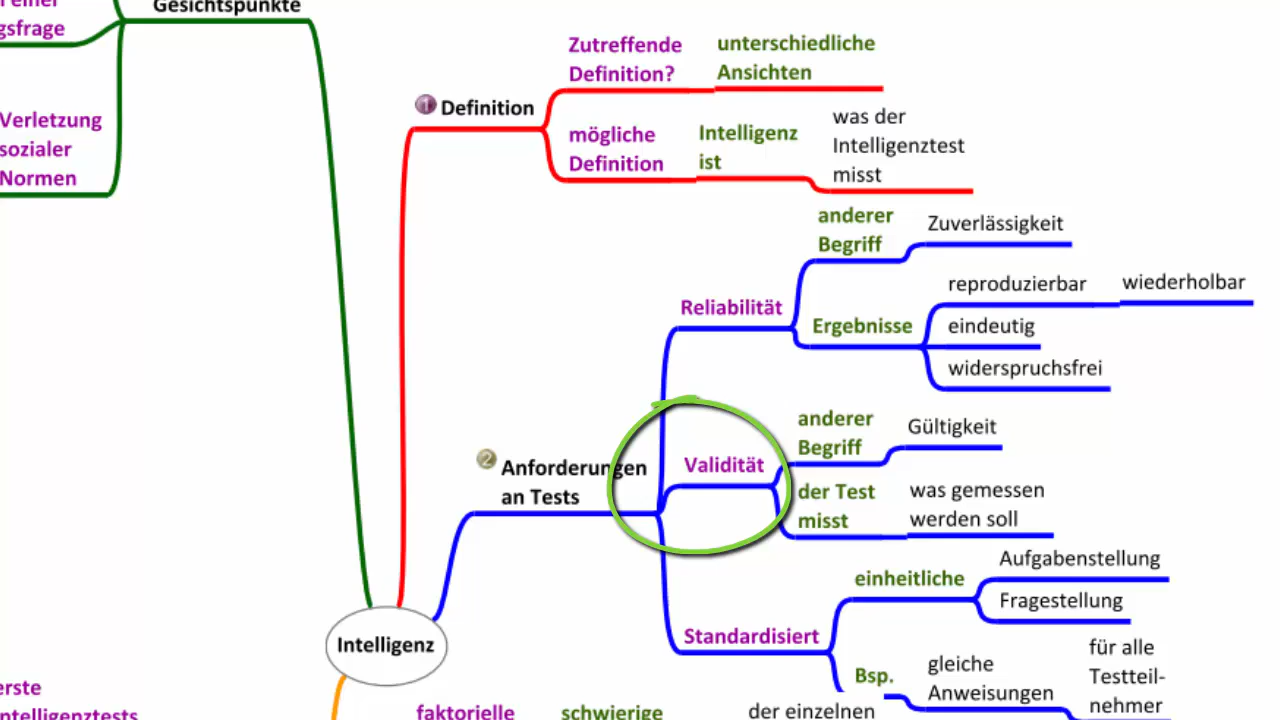 Gesichtspunkte
gsfrage
Verletzung
sozialer
Normen
1 Definition
Zutreffende
Definition?
unterschiedliche
Ansichten
mögliche
Definition
Intelligenz
ist
was der
Intelligenztest
misst
2 Anforderungen
an Tests
Reliabilität
anderer
Begriff
Zuverlässigkeit
Ergebnisse
reproduzierbar
wiederholbar
eindeutig
widerspruchsfrei
Validität
anderer
Begriff
Gültigkeit
der Test
misst
was gemessen
werden soll
Standardisiert
einheitliche
Aufgabenstellung
Fragestellung
Bsp.
gleiche
Anweisungen
für alle
Testteil-
nehmer
Intelligenz
erste
ntelligenztests
faktorielle
schwierige
der einzelnen